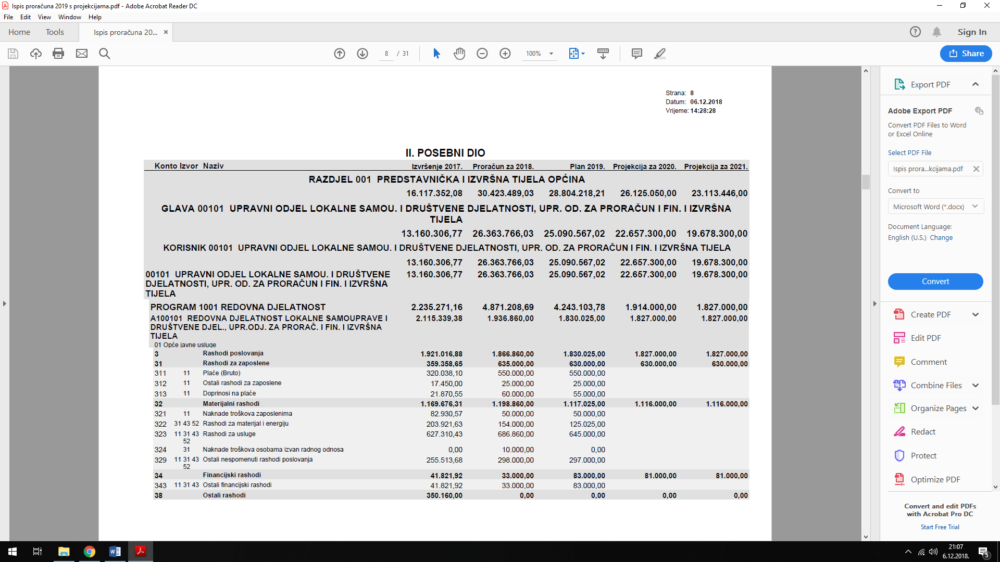 Ispis proračuna 2019 s projekcijama.pdf - Adobe Acrobat Reader DC
File Edit View Window Help
Home Tools Ispis proračuna 20... × Sign In
8 / 31 100% Share
Strana: 8
Datum: 06.12.2018
Vrijeme: 14:28:28
II. POSEBNI DIO
Konto Izvor Naziv Izvršenje 2017. Proračun za 2018. Plan 2019. Projekcija za 2020. Projekcija za 2021.
RAZDJEL 001 PREDSTAVNIČKA I IZVRŠNA TIJELA OPĆINA
16.117.352,08 30.423.489,03 28.804.218,21 26.125.050,00 23.113.446,00
GLAVA 00101 UPRAVNI ODJEL LOKALNE SAMOU. I DRUŠTVENE DJELATNOSTI, UPR. OD. ZA PRORAČUN I FIN. I IZVRŠNA
TIJELA
13.160.306,77 26.363.766,03 25.090.567,02 22.657.300,00 19.678.300,00
KORISNIK 00101 UPRAVNI ODJEL LOKALNE SAMOU. I DRUŠTVENE DJELATNOSTI, UPR. OD. ZA PRORAČUN I FIN. I IZVRŠNA TIJELA
13.160.306,77 26.363.766,03 25.090.567,02 22.657.300,00 19.678.300,00
00101 UPRAVNI ODJEL LOKALNE SAMOU. I DRUŠTVENE 13.160.306,77 26.363.766,03 25.090.567,02 22.657.300,00 19.678.300,00
DJELATNOSTI, UPR. OD. ZA PRORAČUN I FIN. I IZVRŠNA
TIJELA
PROGRAM 1001 REDOVNA DJELATNOST 2.235.271,16 4.871.208,69 4.243.103,78 1.914.000,00 1.827.000,00
A100101 REDOVNA DJELATNOST LOKALNE SAMOUPRAVE I 2.115.339,38 1.936.860,00 1.830.025,00 1.827.000,00 1.827.000,00
DRUŠTVENE DJEL., UPR.ODJ. ZA PRORAČ. I FIN. I IZVRŠNA
TIJELA
01 Opće javne usluge
3 Rashodi poslovanja 1.921.016,88 1.866.860,00 1.830.025,00 1.827.000,00 1.827.000,00
31 Rashodi za zaposlene 359.358,65 635.000,00 630.000,00 630.000,00 630.000,00
311 11 Plaće (Bruto) 320.038,10 550.000,00 550.000,00
312 11 Ostali rashodi za zaposlene 17.450,00 25.000,00 25.000,00
313 11 Doprinosi na plaće 21.870,55 60.000,00 55.000,00
32 Materijalni rashodi 1.169.676,31 1.198.860,00 1.117.025,00 1.116.000,00 1.116.000,00
321 11 Naknade troškova zaposlenima 82.930,57 50.000,00 50.000,00
322 31 43 52 Rashodi za materijal i energiju 203.921,63 154.000,00 125.025,00
323 11 31 43 Rashodi za usluge 627.310,43 686.860,00 645.000,00
52
324 31 Naknade troškova osobama izvan radnog odnosa 0,00 10.000,00 0,00
329 11 31 43 Ostali nespomenuti rashodi poslovanja 255.513,68 298.000,00 297.000,00
52
34 Financijski rashodi 41.821,92 33.000,00 83.000,00 81.000,00 81.000,00
343 11 31 43 Ostali financijski rashodi 41.821,92 33.000,00 83.000,00
38 Ostali rashodi 350.160,00 0,00 0,00 0,00 0,00
Export PDF
Adobe Export PDF
Convert PDF Files to Word
or Excel Online
Select PDF File
Ispis prora...kcijama.pdf
Convert to
Microsoft Word (*.docx)
Document Language:
English (U.S.) Change
Convert
Create PDF
Edit PDF
Comment
Combine Files
Organize Pages
Redact
Protect
Optimize PDF
Convert and edit PDFs
with Acrobat Pro DC
Start Free Trial
21:07
6.12.2018.
5